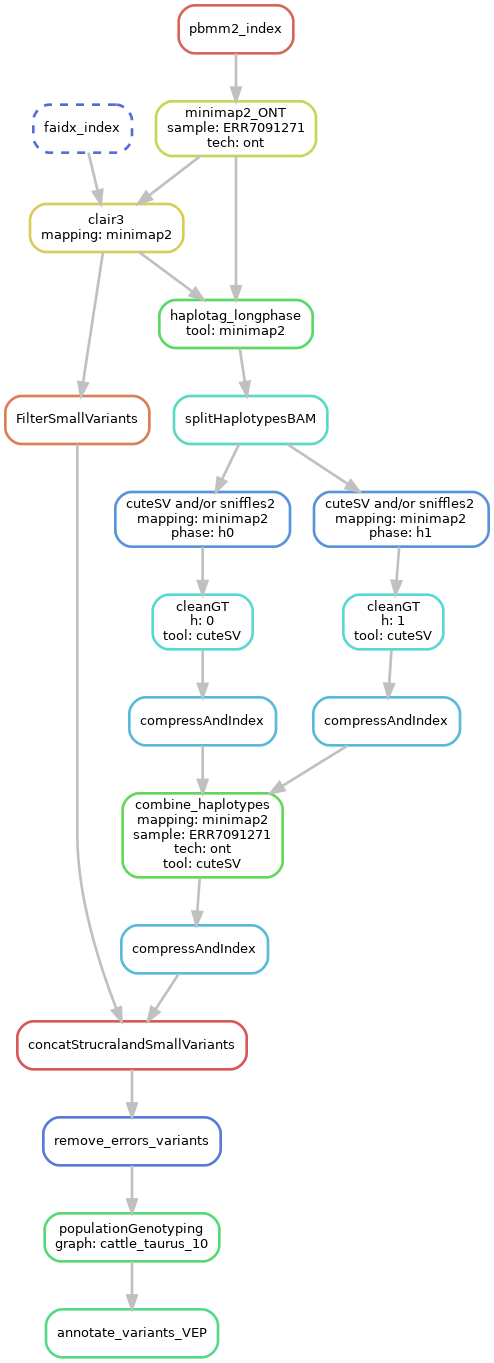 pbmm2_index
faidx_index
minimap2_ONT
sample: ERR7091271
tech: ont
clair3
mapping: minimap2
haplotag_longphase
tool: minimap2
FilterSmallVariants
splitHaplotypesBAM
cuteSV and/or sniffles2
mapping: minimap2
phase: h0
cuteSV and/or sniffles2
mapping: minimap2
phase: h1
cleanGT
h: 0
tool: cuteSV
cleanGT
h: 1
tool: cuteSV
compressAndIndex
compressAndIndex
combine_haplotypes
mapping: minimap2
sample: ERR7091271
tech: ont
tool: cuteSV
compressAndIndex
concatStrucralandSmallVariants
remove_errors_variants
populationGenotyping
graph: cattle_taurus_10
annotate_variants_VEP